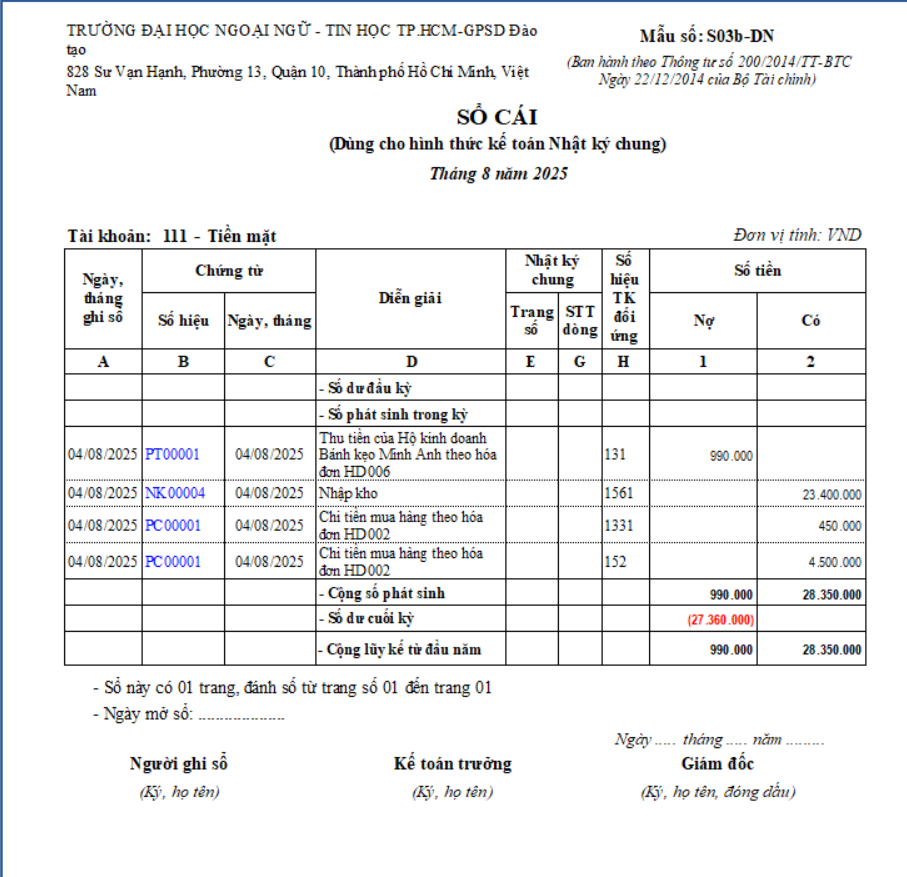 TRƯỜNG ĐẠI HỌC NGOẠI NGỮ - TIN HỌC TP.HCM-GPSD Đào
tạo
828 Sư Vạn Hạnh, Phường 13, Quận 10, Thành phố Hồ Chí Minh, Việt
Nam
Mẫu số: S03b-DN
(Ban hành theo Thông tư số 200/2014/TT-BTC
Ngày 22/12/2014 của Bộ Tài chính)
SỔ CÁI
(Dùng cho hình thức kế toán Nhật ký chung)
Tháng 8 năm 2025
Tài khoản: 111 - Tiền mặt
Đơn vị tính: VND
Ngày,
tháng
ghi sổ
Chứng từ
Số hiệu
Ngày, tháng
Diễn giải
Nhật ký
chung
Trang
số
STT
dòng
Số
hiệu
TK
đối
ứng
Số tiền
Nợ
Có
A B C D E G H 1 2
- Số dư đầu kỳ
- Số phát sinh trong kỳ
04/08/2025 PT00001 04/08/2025
Thu tiền của Hộ kinh doanh
Bánh kẹo Minh Anh theo hóa
đơn HD006
131 990.000
04/08/2025 NK00004 04/08/2025 Nhập kho 1561 23.400.000
04/08/2025 PC00001 04/08/2025
Chi tiền mua hàng theo hóa
đơn HD002
1331 450.000
04/08/2025 PC00001 04/08/2025
Chi tiền mua hàng theo hóa
đơn HD002
152 4.500.000
- Cộng số phát sinh 990.000 28.350.000
- Số dư cuối kỳ (27.360.000)
- Cộng lũy kế từ đầu năm 990.000 28.350.000
- Sổ này có 01 trang, đánh số từ trang số 01 đến trang 01
- Ngày mở sổ: .....................
Ngày ..... tháng ..... năm .........
Người ghi sổ
(Ký, họ tên)
Kế toán trưởng
(Ký, họ tên)
Giám đốc
(Ký, họ tên, đóng dấu)